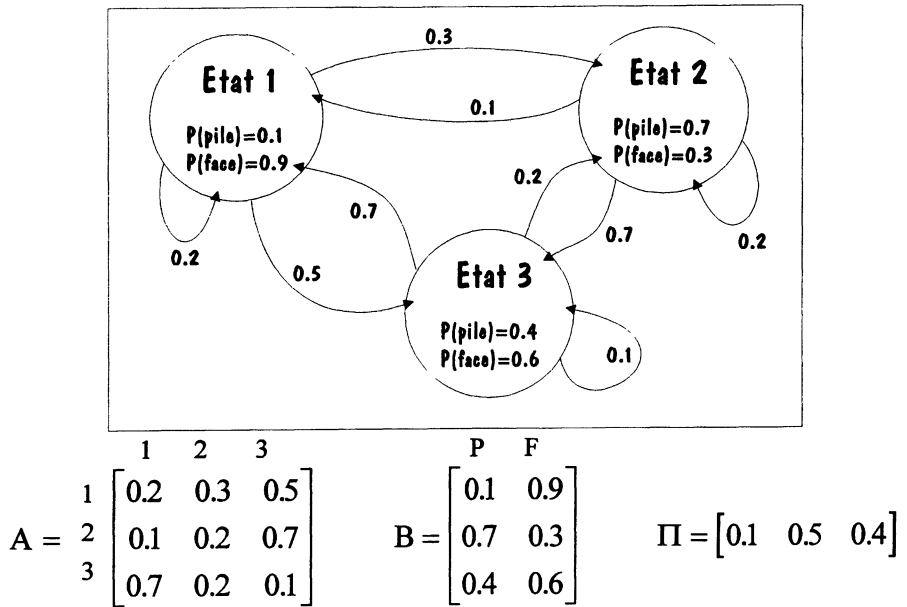 0.3
Etat 1
Etat 2
0.1
P(pile)=0.1
P(face)=0.9
P(pile)=0.7
P(face)=0.3
0.2
0.7
0.7
0.2
0.2
0.5
Etat 3
P(pile)=0.4
P(face)=0.6
0.1
1 2 3
P F
A = 1 [0.2 0.3 0.5]
2 [0.1 0.2 0.7]
3 [0.7 0.2 0.1]
B = [0.1 0.9]
[0.7 0.3]
[0.4 0.6]
Π = [0.1 0.5 0.4]